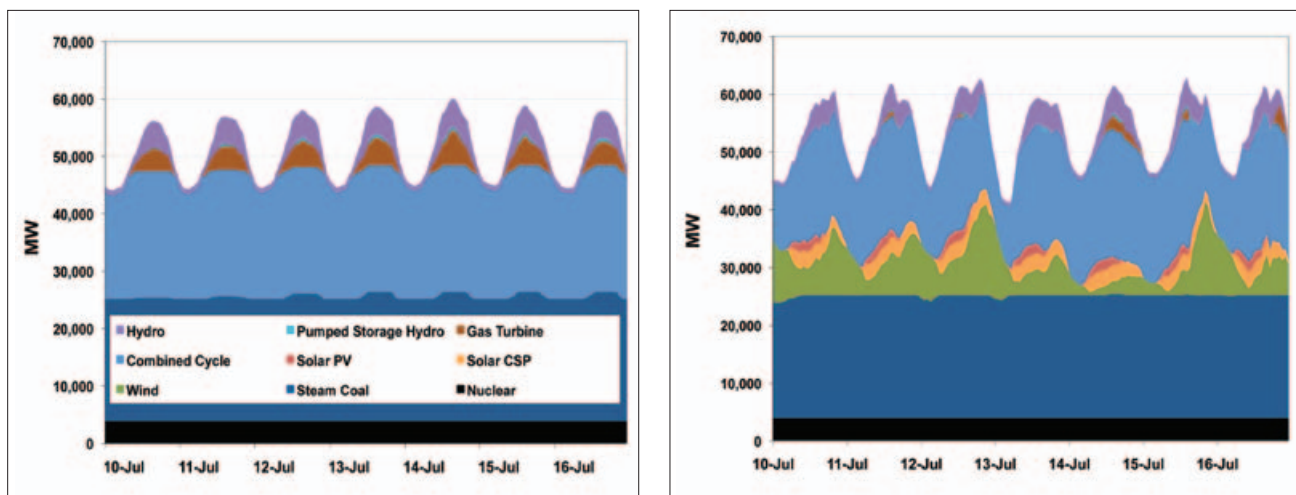 70,000
60,000
50,000
40,000
30,000
20,000
10,000
0
MW
Hydro Pumped Storage Hydro Gas Turbine
Combined Cycle Solar PV Solar CSP
Wind Steam Coal Nuclear
10-Jul 11-Jul 12-Jul 13-Jul 14-Jul 15-Jul 16-Jul
70,000
60,000
50,000
40,000
30,000
20,000
10,000
0
MW
10-Jul 11-Jul 12-Jul 13-Jul 14-Jul 15-Jul 16-Jul